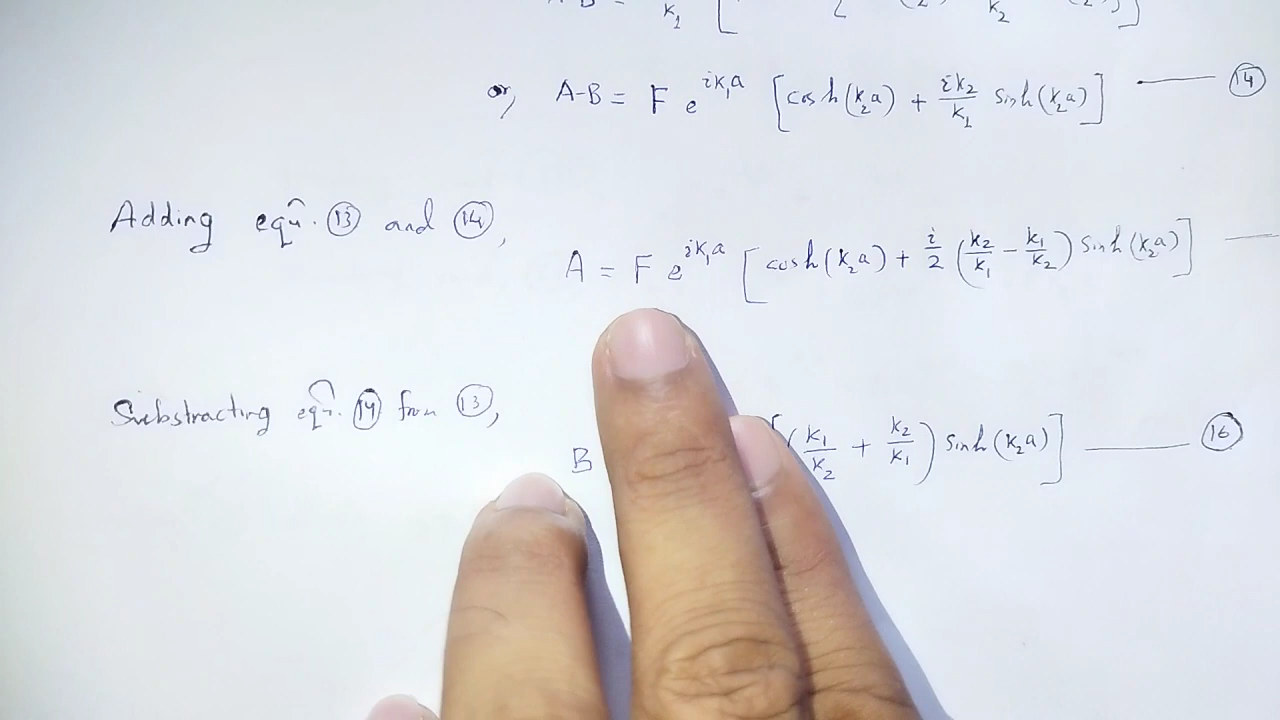 or, A-B = F e^{ik₁a} [cosh(k₂a) + ik₂/k₁ sinh(k₂a)] —— (14)
Adding eqn. (13) and (14),
A = F e^{ik₁a} [cosh(k₂a) + i/2 (k₂/k₁ − k₁/k₂) sinh(k₂a)] ——
Substracting eqn. (14) from (13),
B [(k₁/k₂ + k₂/k₁) sinh(k₂a)] —— (16)